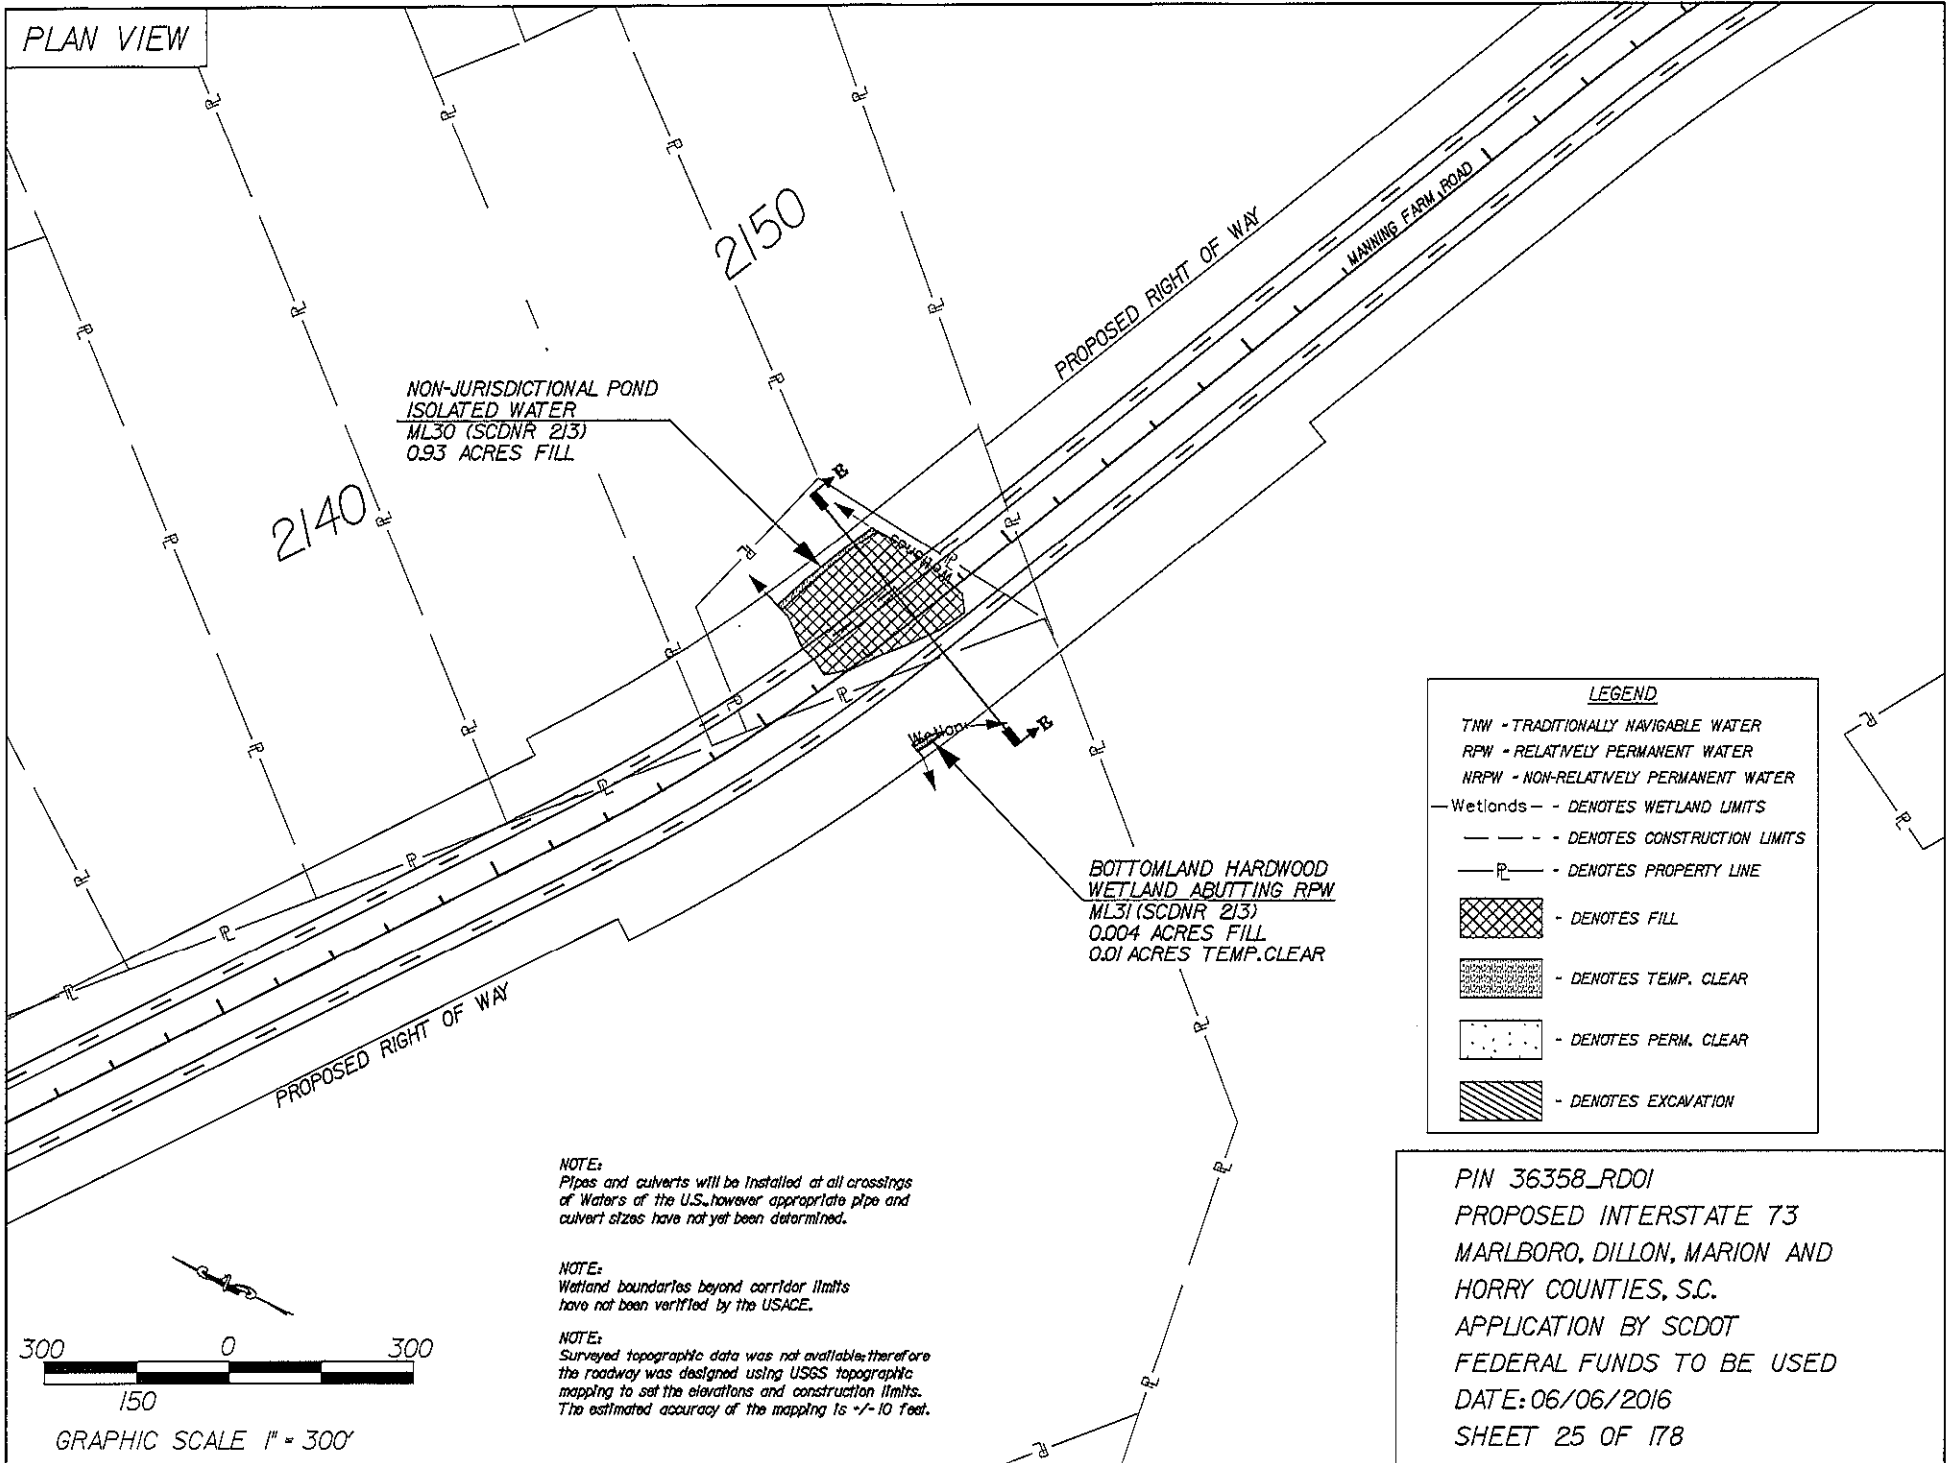 PLAN VIEW
2150
2140
MANNING FARM ROAD
PROPOSED RIGHT OF WAY
NON-JURISDICTIONAL POND
ISOLATED WATER
ML30 (SCDNR 213)
0.93 ACRES FILL
E
E
BOTTOMLAND HARDWOOD
WETLAND ABUTTING RPW
ML31 (SCDNR 213)
0.004 ACRES FILL
0.01 ACRES TEMP. CLEAR
PROPOSED RIGHT OF WAY
LEGEND
TNW - TRADITIONALLY NAVIGABLE WATER
RPW - RELATIVELY PERMANENT WATER
NRPW - NON-RELATIVELY PERMANENT WATER
Wetlands - DENOTES WETLAND LIMITS
- DENOTES CONSTRUCTION LIMITS
PL - DENOTES PROPERTY LINE
- DENOTES FILL
- DENOTES TEMP. CLEAR
- DENOTES PERM. CLEAR
- DENOTES EXCAVATION
NOTE:
Pipes and culverts will be installed at all crossings
of Waters of the U.S., however appropriate pipe and
culvert sizes have not yet been determined.
NOTE:
Wetland boundaries beyond corridor limits
have not been verified by the USACE.
NOTE:
Surveyed topographic data was not available; therefore
the roadway was designed using USGS topographic
mapping to set the elevations and construction limits.
The estimated accuracy of the mapping is +/- 10 feet.
300 0 300
150
GRAPHIC SCALE 1" = 300'
PIN 36358_RD01
PROPOSED INTERSTATE 73
MARLBORO, DILLON, MARION AND
HORRY COUNTIES, S.C.
APPLICATION BY SCDOT
FEDERAL FUNDS TO BE USED
DATE: 06/06/2016
SHEET 25 OF 178